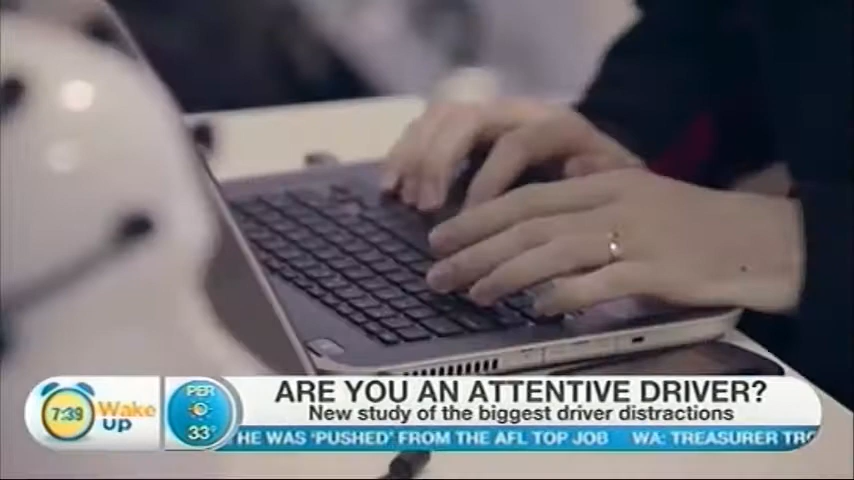 ARE YOU AN ATTENTIVE DRIVER?
New study of the biggest driver distractions
7:39
Wake
up
PER
33°
HE WAS 'PUSHED' FROM THE AFL TOP JOB WA: TREASURER